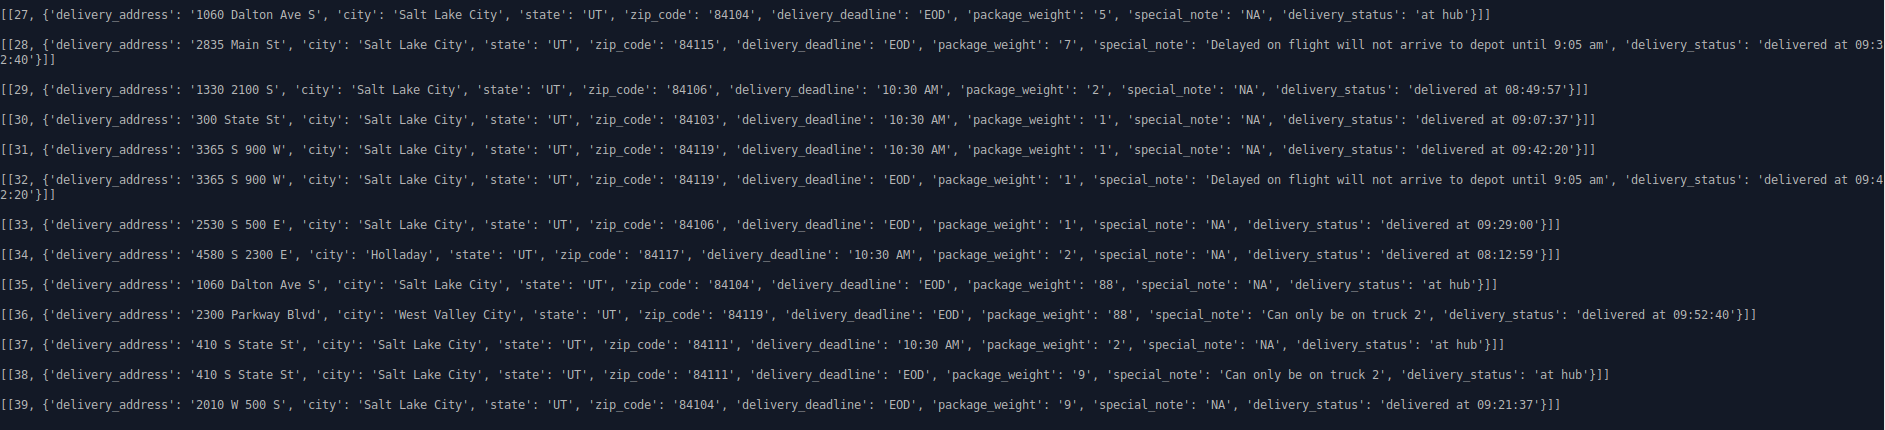 [[27, {'delivery_address': '1060 Dalton Ave S', 'city': 'Salt Lake City', 'state': 'UT', 'zip_code': '84104', 'delivery_deadline': 'EOD', 'package_weight': '5', 'special_note': 'NA', 'delivery_status': 'at hub'}]]
[[28, {'delivery_address': '2835 Main St', 'city': 'Salt Lake City', 'state': 'UT', 'zip_code': '84115', 'delivery_deadline': 'EOD', 'package_weight': '7', 'special_note': 'Delayed on flight will not arrive to depot until 9:05 am', 'delivery_status': 'delivered at 09:3
2:40'}]]
[[29, {'delivery_address': '1330 2100 S', 'city': 'Salt Lake City', 'state': 'UT', 'zip_code': '84106', 'delivery_deadline': '10:30 AM', 'package_weight': '2', 'special_note': 'NA', 'delivery_status': 'delivered at 08:49:57'}]]
[[30, {'delivery_address': '300 State St', 'city': 'Salt Lake City', 'state': 'UT', 'zip_code': '84103', 'delivery_deadline': '10:30 AM', 'package_weight': '1', 'special_note': 'NA', 'delivery_status': 'delivered at 09:07:37'}]]
[[31, {'delivery_address': '3365 S 900 W', 'city': 'Salt Lake City', 'state': 'UT', 'zip_code': '84119', 'delivery_deadline': '10:30 AM', 'package_weight': '1', 'special_note': 'NA', 'delivery_status': 'delivered at 09:42:20'}]]
[[32, {'delivery_address': '3365 S 900 W', 'city': 'Salt Lake City', 'state': 'UT', 'zip_code': '84119', 'delivery_deadline': 'EOD', 'package_weight': '1', 'special_note': 'Delayed on flight will not arrive to depot until 9:05 am', 'delivery_status': 'delivered at 09:4
2:20'}]]
[[33, {'delivery_address': '2530 S 500 E', 'city': 'Salt Lake City', 'state': 'UT', 'zip_code': '84106', 'delivery_deadline': 'EOD', 'package_weight': '1', 'special_note': 'NA', 'delivery_status': 'delivered at 09:29:00'}]]
[[34, {'delivery_address': '4580 S 2300 E', 'city': 'Holladay', 'state': 'UT', 'zip_code': '84117', 'delivery_deadline': '10:30 AM', 'package_weight': '2', 'special_note': 'NA', 'delivery_status': 'delivered at 08:12:59'}]]
[[35, {'delivery_address': '1060 Dalton Ave S', 'city': 'Salt Lake City', 'state': 'UT', 'zip_code': '84104', 'delivery_deadline': 'EOD', 'package_weight': '88', 'special_note': 'NA', 'delivery_status': 'at hub'}]]
[[36, {'delivery_address': '2300 Parkway Blvd', 'city': 'West Valley City', 'state': 'UT', 'zip_code': '84119', 'delivery_deadline': 'EOD', 'package_weight': '88', 'special_note': 'Can only be on truck 2', 'delivery_status': 'delivered at 09:52:40'}]]
[[37, {'delivery_address': '410 S State St', 'city': 'Salt Lake City', 'state': 'UT', 'zip_code': '84111', 'delivery_deadline': '10:30 AM', 'package_weight': '2', 'special_note': 'NA', 'delivery_status': 'at hub'}]]
[[38, {'delivery_address': '410 S State St', 'city': 'Salt Lake City', 'state': 'UT', 'zip_code': '84111', 'delivery_deadline': 'EOD', 'package_weight': '9', 'special_note': 'Can only be on truck 2', 'delivery_status': 'at hub'}]]
[[39, {'delivery_address': '2010 W 500 S', 'city': 'Salt Lake City', 'state': 'UT', 'zip_code': '84104', 'delivery_deadline': 'EOD', 'package_weight': '9', 'special_note': 'NA', 'delivery_status': 'delivered at 09:21:37'}]]